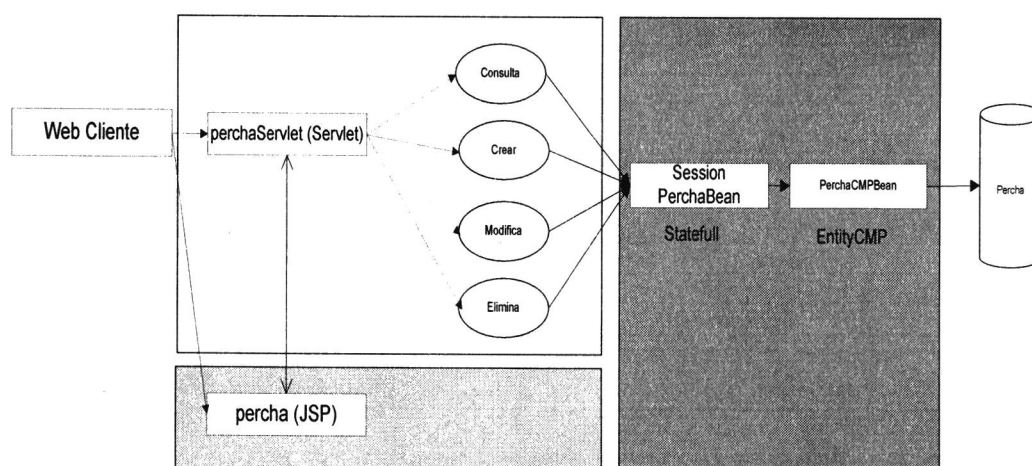 Web Cliente
perchaServlet (Servlet)
Consulta
Crear
Modifica
Elimina
percha (JSP)
Session
PerchaBean
Statefull
PerchaCMPBean
EntityCMP
Percha